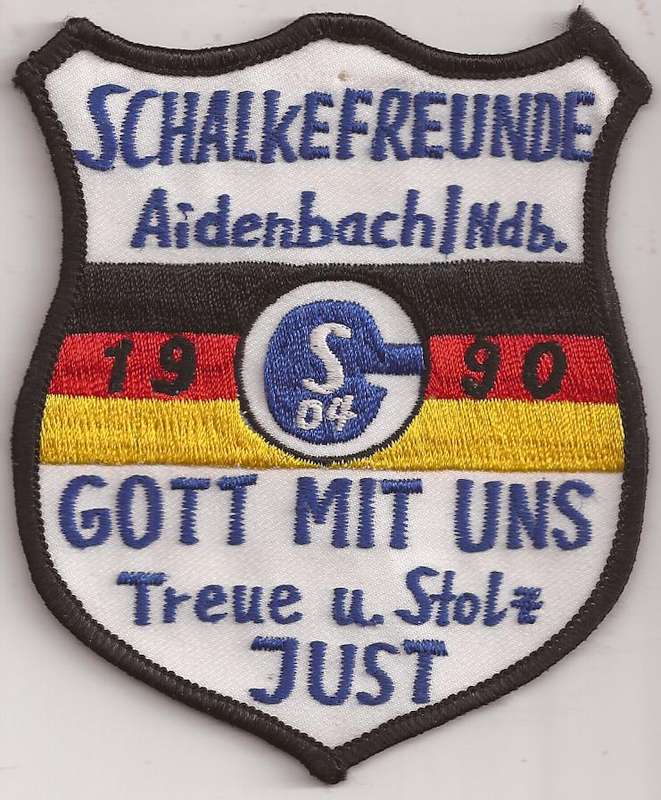 SCHALKEFREUNDE
Aidenbach/Ndb.
19 S 04 90
GOTT MIT UNS
Treue u. Stolz
JUST